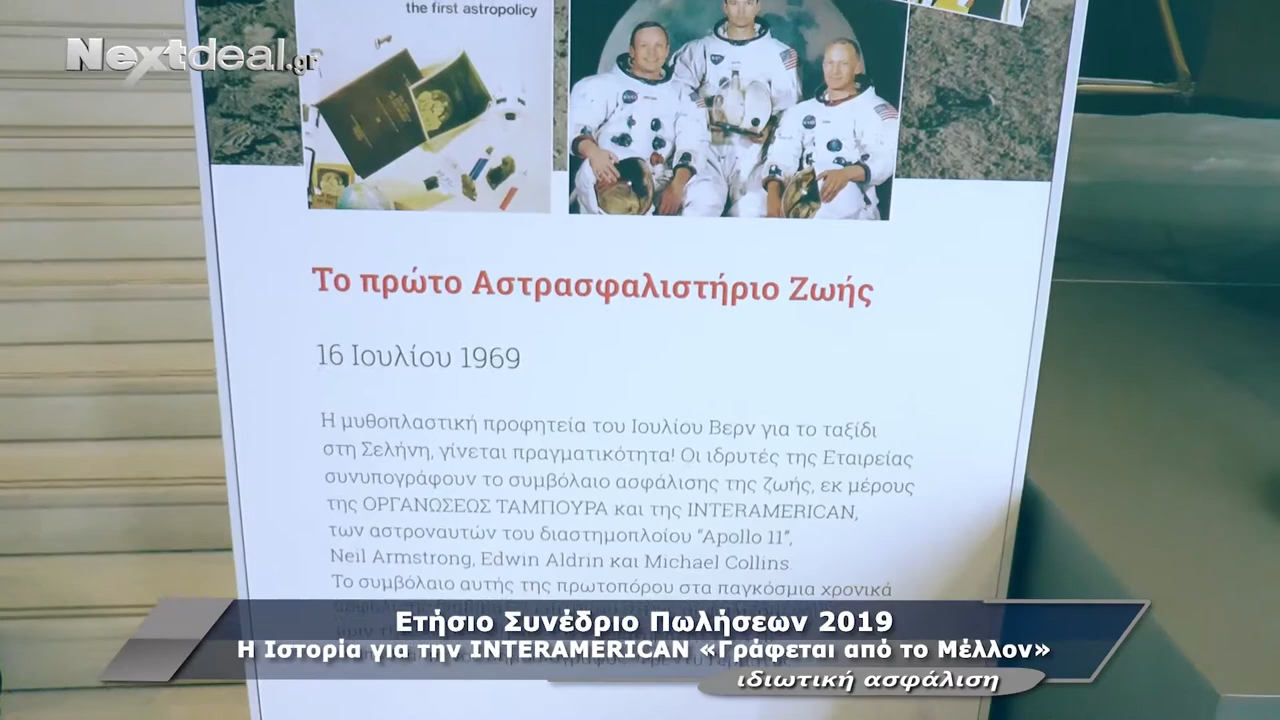 the first astropolicy
Nextdeal.gr
Το πρώτο Αστρασφαλιστήριο Ζωής
16 Ιουλίου 1969
Η μυθοπλαστική προφητεία του Ιουλίου Βερν για το ταξίδι
στη Σελήνη, γίνεται πραγματικότητα! Οι ιδρυτές της Εταιρείας
συνυπογράφουν το συμβόλαιο ασφάλισης της ζωής, εκ μέρους
της ΟΡΓΑΝΩΣΕΩΣ ΤΑΜΠΟΥΡΑ και της INTERAMERICAN,
των αστροναυτών του διαστημοπλοίου “Apollo 11”,
Neil Armstrong, Edwin Aldrin και Michael Collins.
Το συμβόλαιο αυτής της πρωτοπόρου στα παγκόσμια χρονικά
Ετήσιο Συνέδριο Πωλήσεων 2019
Η Ιστορία για την INTERAMERICAN «Γράφεται από το Μέλλον»
ιδιωτική ασφάλιση